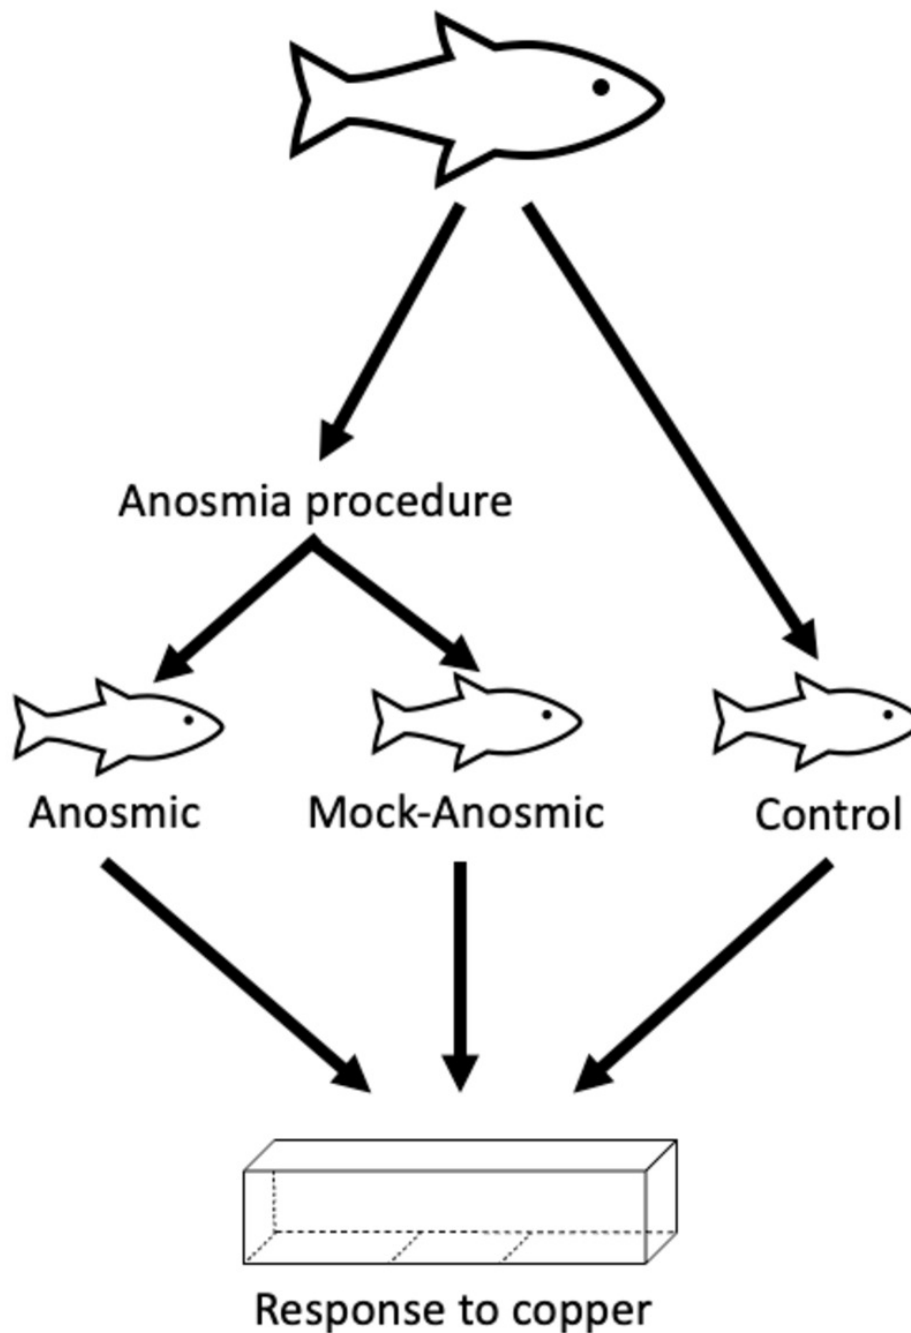 Anosmia procedure
Anosmic
Mock-Anosmic
Control
Response to copper